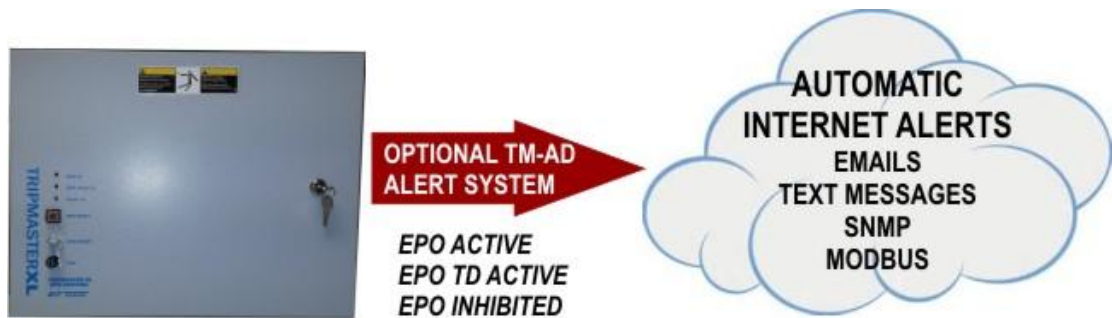 TRIPMASTERXL
OPTIONAL TM-AD
ALERT SYSTEM
EPO ACTIVE
EPO TD ACTIVE
EPO INHIBITED
AUTOMATIC
INTERNET ALERTS
EMAILS
TEXT MESSAGES
SNMP
MODBUS